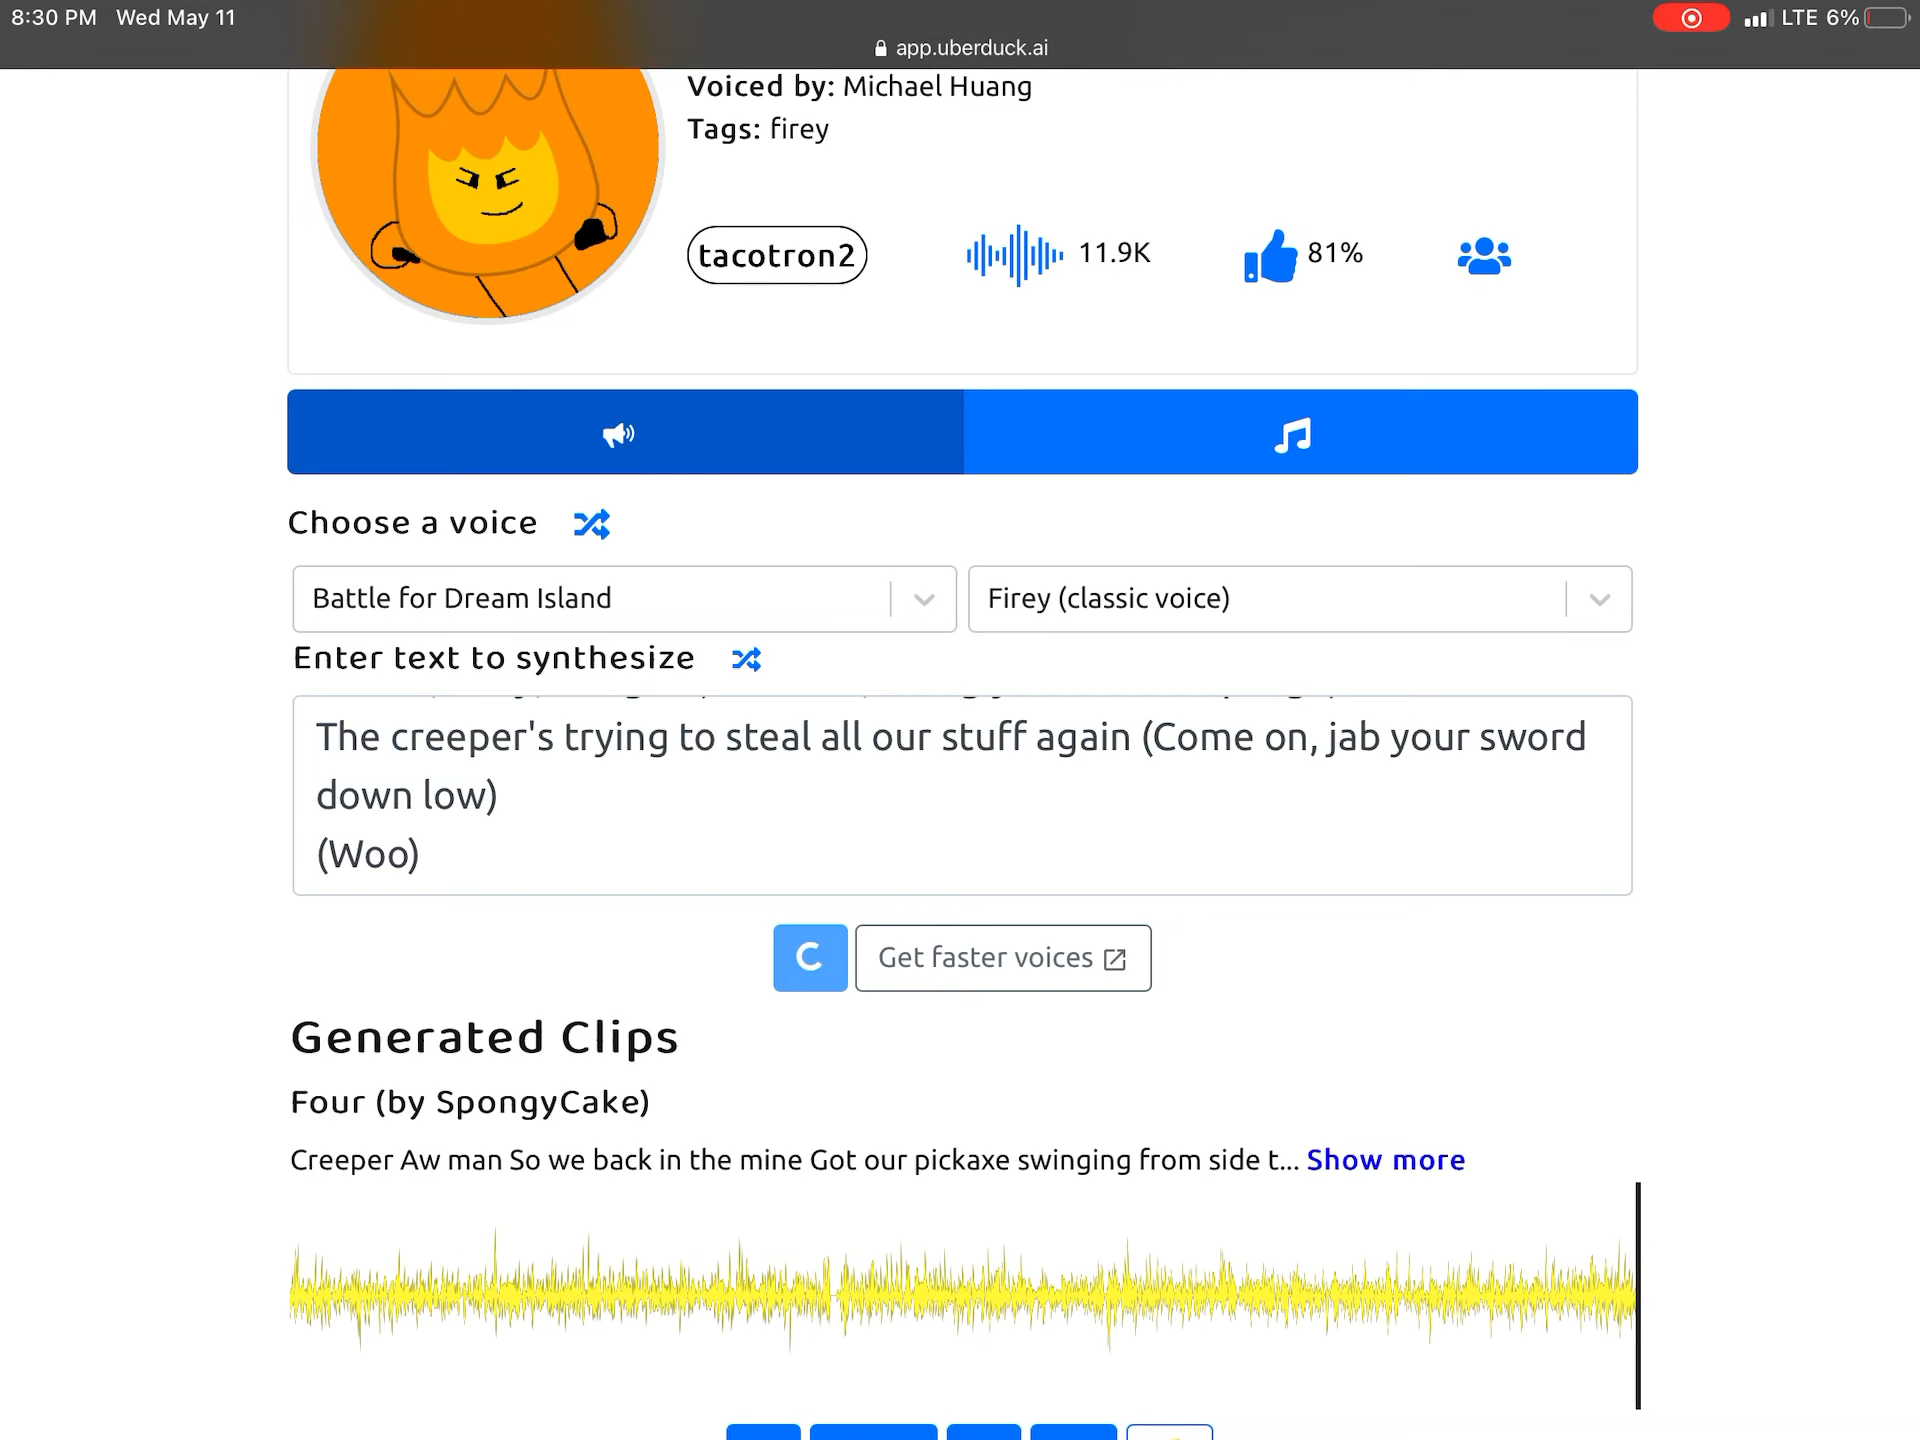 8:30 PM Wed May 11
LTE 6%
app.uberduck.ai
Voiced by: Michael Huang
Tags: firey
tacotron2
11.9K
81%
Choose a voice
Battle for Dream Island
Firey (classic voice)
Enter text to synthesize
The creeper's trying to steal all our stuff again (Come on, jab your sword
down low)
(Woo)
Get faster voices
Generated Clips
Four (by SpongyCake)
Creeper Aw man So we back in the mine Got our pickaxe swinging from side t... Show more